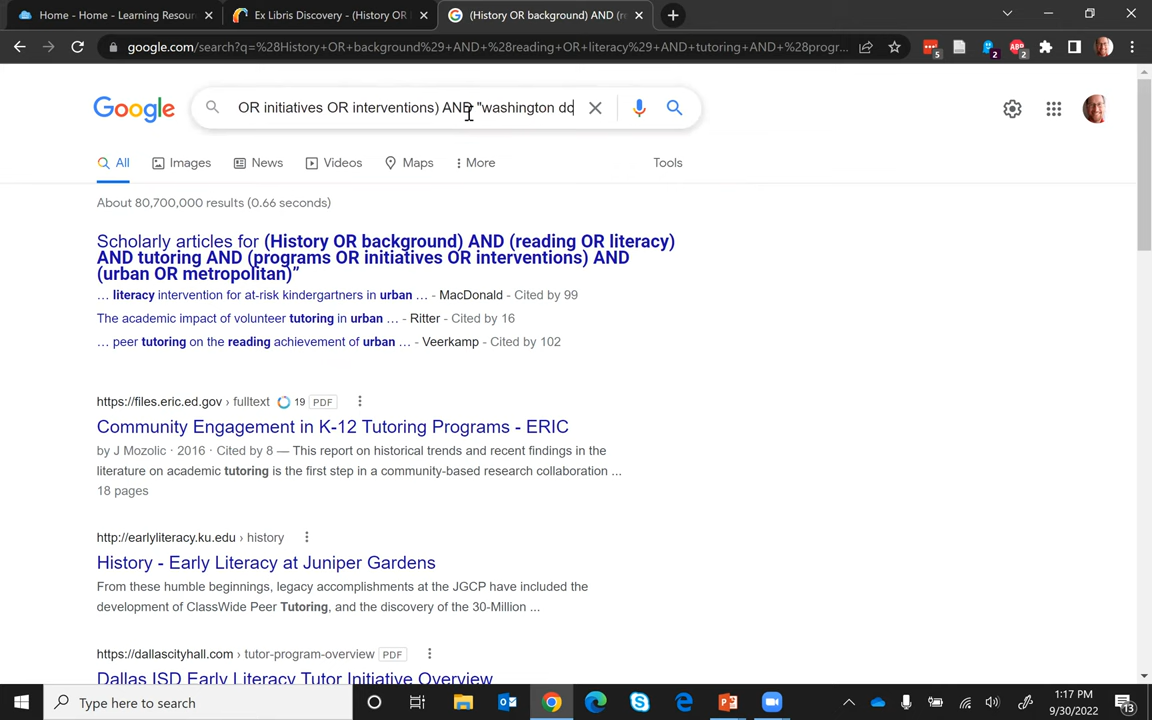 Home - Home - Learning Resour
Ex Libris Discovery - (History OR
(History OR background) AND (re
google.com/search?q=%28History+OR+background%29+AND+%28reading+OR+literacy%29+AND+tutoring+AND+%28progr...
5
2
2
Google
OR initiatives OR interventions) AND "washington dc
All
Images
News
Videos
Maps
More
Tools
About 80,700,000 results (0.66 seconds)
Scholarly articles for (History OR background) AND (reading OR literacy)
AND tutoring AND (programs OR initiatives OR interventions) AND
(urban OR metropolitan)”
... literacy intervention for at-risk kindergartners in urban ... - MacDonald - Cited by 99
The academic impact of volunteer tutoring in urban ... - Ritter - Cited by 16
... peer tutoring on the reading achievement of urban ... - Veerkamp - Cited by 102
https://files.eric.ed.gov › fulltext 19 PDF
Community Engagement in K-12 Tutoring Programs - ERIC
by J Mozolic · 2016 · Cited by 8 — This report on historical trends and recent findings in the
literature on academic tutoring is the first step in a community-based research collaboration ...
18 pages
http://earlyliteracy.ku.edu › history
History - Early Literacy at Juniper Gardens
From these humble beginnings, legacy accomplishments at the JGCP have included the
development of ClassWide Peer Tutoring, and the discovery of the 30-Million ...
https://dallascityhall.com › tutor-program-overview PDF
Dallas ISD Early Literacy Tutor Initiative Overview
Type here to search
1:17 PM
9/30/2022
13